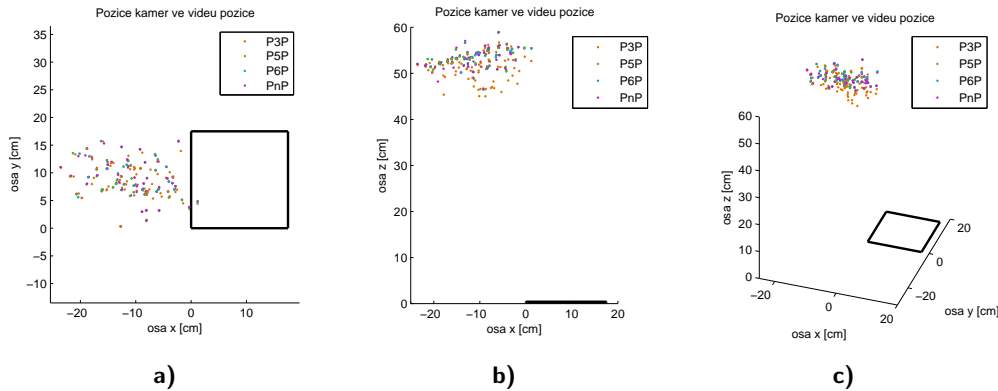 Pozice kamer ve videu pozice
35
30
25
20
15
10
5
0
−5
−10
osa y [cm]
−20
−10
0
10
osa x [cm]
P3P
P5P
P6P
PnP
a)
Pozice kamer ve videu pozice
60
50
40
30
20
10
0
osa z [cm]
−20
−10
0
10
20
osa x [cm]
P3P
P5P
P6P
PnP
b)
Pozice kamer ve videu pozice
P3P
P5P
P6P
PnP
60
50
40
30
20
10
0
osa z [cm]
−20
0
20
osa x [cm]
20
0
−20
osa y [cm]
c)